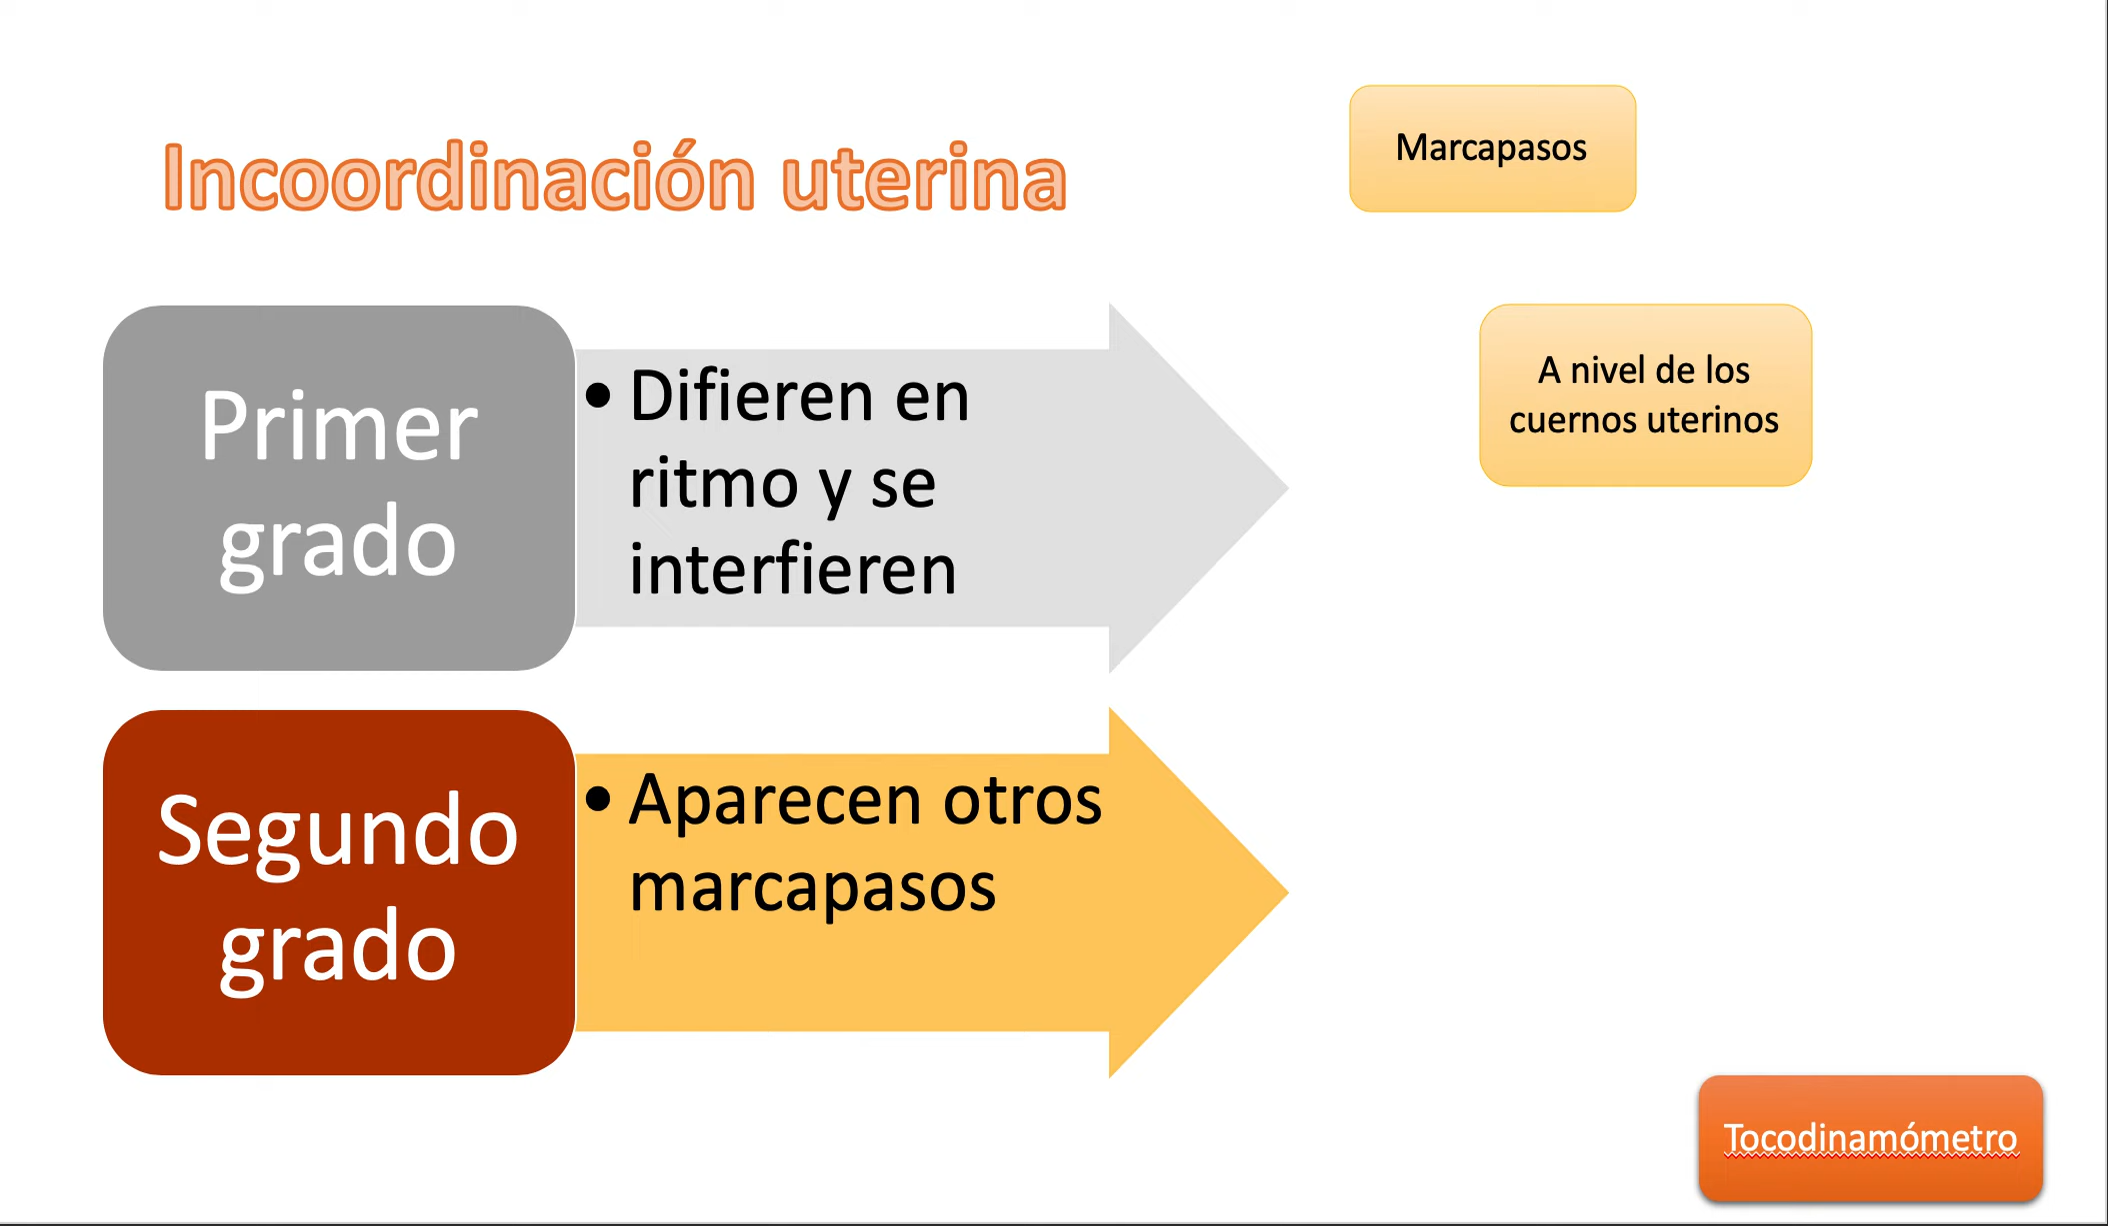 Incoordinación uterina
Marcapasos
A nivel de los
cuernos uterinos
Primer
grado
• Difieren en
ritmo y se
interfieren
Segundo
grado
• Aparecen otros
marcapasos
Tocodinamómetro